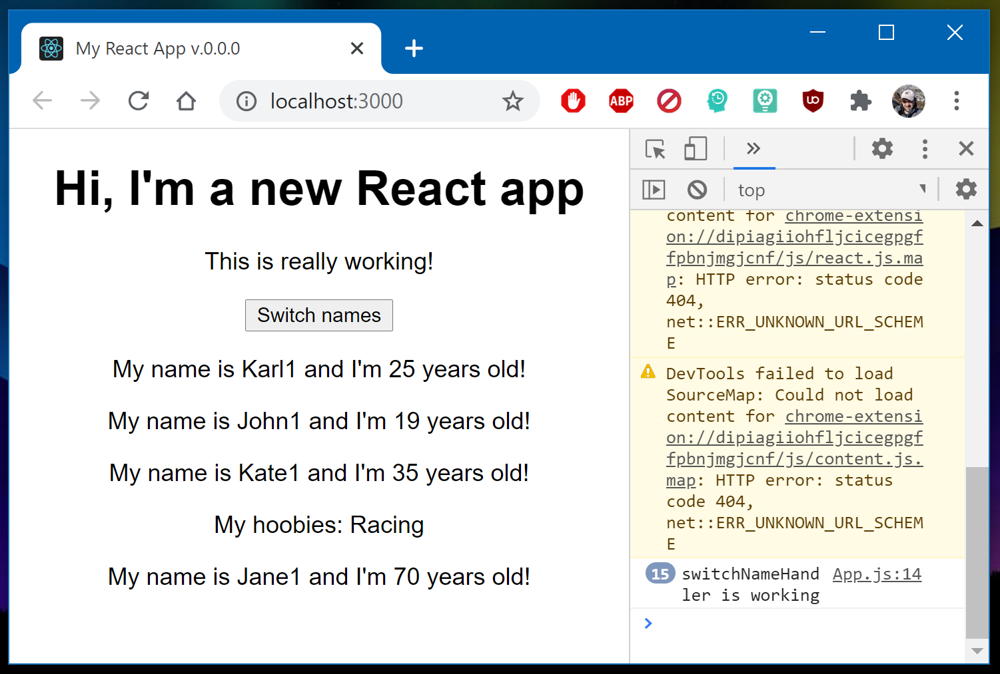 My React App v.0.0.0
localhost:3000
ABP
UO
Hi, I'm a new React app
This is really working!
Switch names
My name is Karl1 and I'm 25 years old!
My name is John1 and I'm 19 years old!
My name is Kate1 and I'm 35 years old!
My hoobies: Racing
My name is Jane1 and I'm 70 years old!
top
content for chrome-extensi
on://dipiagiiohfljcicegpgf
fpbnjmgjcnf/js/react.js.ma
p: HTTP error: status code
404,
net::ERR_UNKNOWN_URL_SCHEM
E
DevTools failed to load
SourceMap: Could not load
content for chrome-extensi
on://dipiagiiohfljcicegpgf
fpbnjmgjcnf/js/content.js.
map: HTTP error: status
code 404,
net::ERR_UNKNOWN_URL_SCHEM
E
15 switchNameHand App.js:14
ler is working